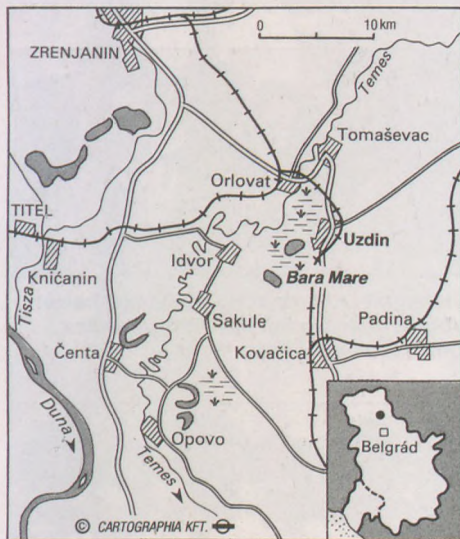 0 10 km
ZRENJANIN
Temes
Tomaševac
Orlovat
TITEL
Uzdin
Idvor
Knićanin
Bara Mare
Tisza
Sakule
Padina
Čenta
Kovačica
Duna
Opovo
Belgrád
Temes
© CARTOGRAPHIA KFT.